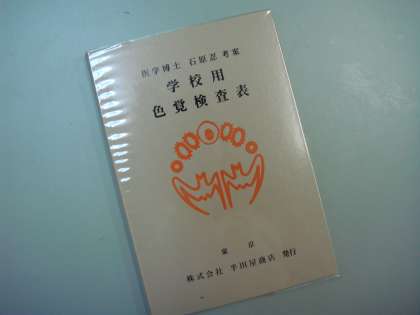 医学博士 石原忍 考案
学校用
色覚検査表
東京
株式会社 半田屋商店 発行